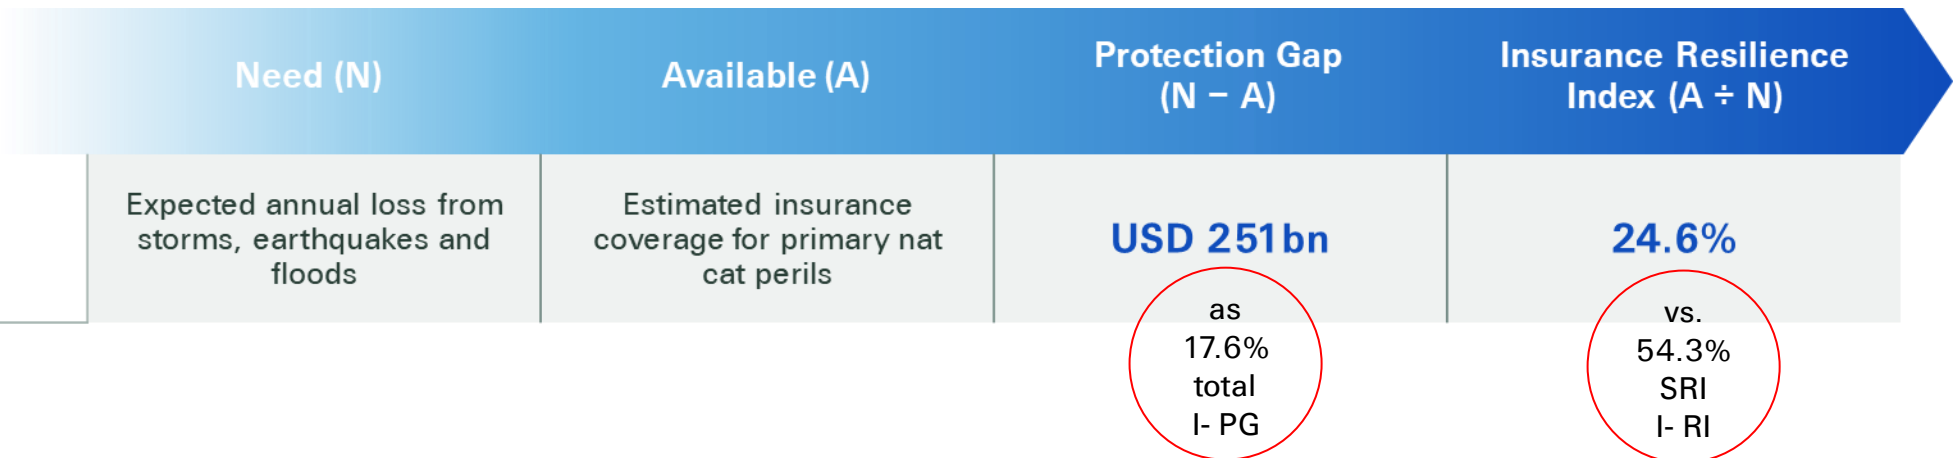 Need (N)
Available (A)
Protection Gap
(N − A)
Insurance Resilience
Index (A ÷ N)
Expected annual loss from
storms, earthquakes and
floods
Estimated insurance
coverage for primary nat
cat perils
USD 251bn
24.6%
as
17.6%
total
I- PG
vs.
54.3%
SRI
I- RI